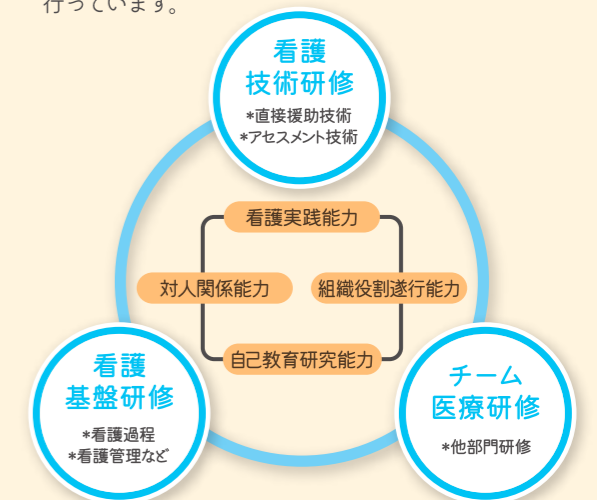 行っています。
看護
技術研修
*直接援助技術
*アセスメント技術
看護実践能力
対人関係能力
組織役割遂行能力
自己教育研究能力
看護
基盤研修
*看護過程
*看護管理など
チーム
医療研修
*他部門研修